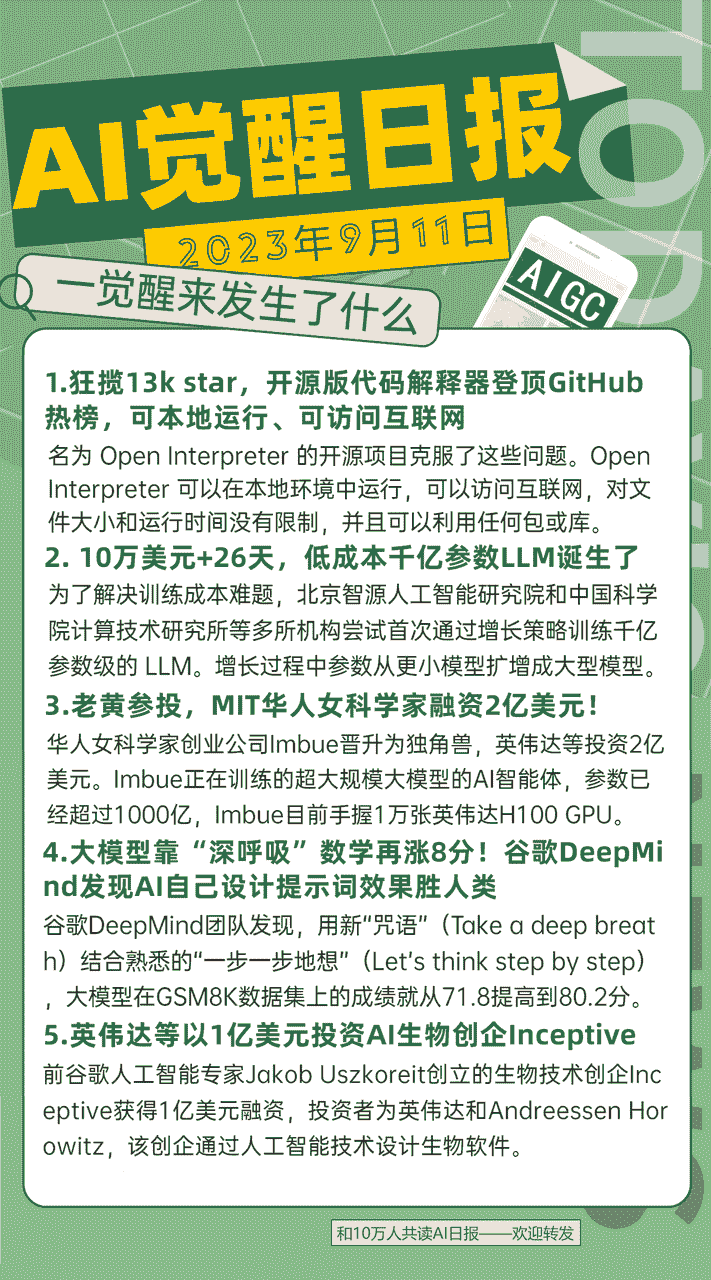 AI觉醒日报
2023年9月11日
一觉醒来发生了什么
AIGC
1.狂揽13k star，开源版代码解释器登顶GitHub
热榜，可本地运行、可访问互联网
名为 Open Interpreter 的开源项目克服了这些问题。Open
Interpreter 可以在本地环境中运行，可以访问互联网，对文
件大小和运行时间没有限制，并且可以利用任何包或库。
2. 10万美元+26天，低成本千亿参数LLM诞生了
为了解决训练成本难题，北京智源人工智能研究院和中国科学
院计算技术研究所等多所机构尝试首次通过增长策略训练千亿
参数级的 LLM。增长过程中参数从更小模型扩增成大型模型。
3.老黄参投，MIT华人女科学家融资2亿美元！
华人女科学家创业公司Imbue晋升为独角兽，英伟达等投资2亿
美元。Imbue正在训练的超大规模大模型的AI智能体，参数已
经超过1000亿，Imbue目前手握1万张英伟达H100 GPU。
4.大模型靠“深呼吸”数学再涨8分！谷歌DeepMi
nd发现AI自己设计提示词效果胜人类
谷歌DeepMind团队发现，用新“咒语”（Take a deep breat
h）结合熟悉的“一步一步地想”（Let’s think step by step）
，大模型在GSM8K数据集上的成绩就从71.8提高到80.2分。
5.英伟达等以1亿美元投资AI生物创企Inceptive
前谷歌人工智能专家Jakob Uszkoreit创立的生物技术创企Inc
eptive获得1亿美元融资，投资者为英伟达和Andreessen Hor
owitz，该创企通过人工智能技术设计生物软件。
和10万人共读AI日报——欢迎转发